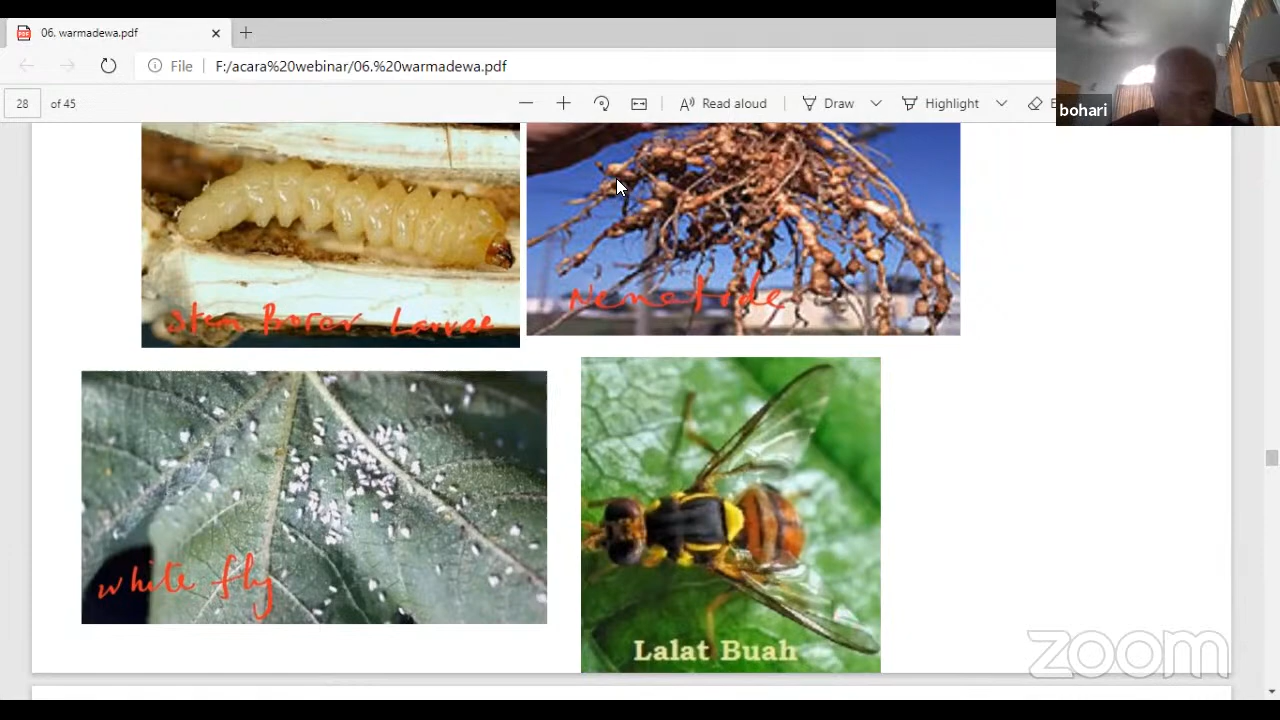 06. warmadewa.pdf
File F:/acara%20webinar/06.%20warmadewa.pdf
28 of 45 Read aloud Draw Highlight
bohari
Stem Borer Larvae
Nematode
white fly
Lalat Buah
zoom